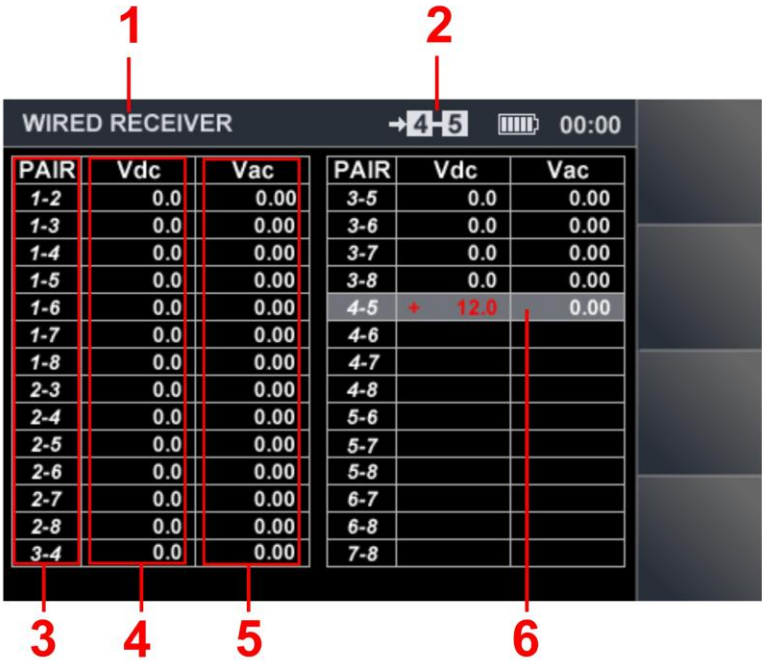 1 2
WIRED RECEIVER →4-5 00:00
PAIR Vdc Vac PAIR Vdc Vac
1-2 0.0 0.00 3-5 0.0 0.00
1-3 0.0 0.00 3-6 0.0 0.00
1-4 0.0 0.00 3-7 0.0 0.00
1-5 0.0 0.00 3-8 0.0 0.00
1-6 0.0 0.00 4-5 + 12.0 0.00
1-7 0.0 0.00 4-6
1-8 0.0 0.00 4-7
2-3 0.0 0.00 4-8
2-4 0.0 0.00 5-6
2-5 0.0 0.00 5-7
2-6 0.0 0.00 5-8
2-7 0.0 0.00 6-7
2-8 0.0 0.00 6-8
3-4 0.0 0.00 7-8
3 4 5 6